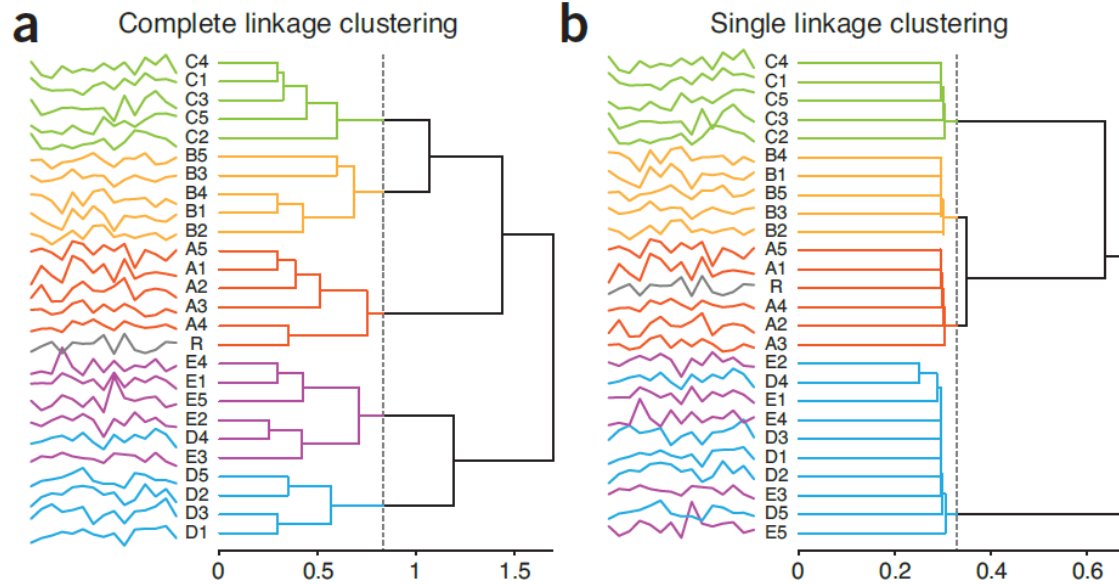 a Complete linkage clustering
C4
C1
C3
C5
C2
B5
B3
B4
B1
B2
A5
A1
A2
A3
A4
R
E4
E1
E5
E2
D4
E3
D5
D2
D3
D1
0 0.5 1 1.5
b Single linkage clustering
C4
C1
C5
C3
C2
B4
B1
B5
B3
B2
A5
A1
R
A4
A2
A3
E2
D4
E1
E4
D3
D1
D2
E3
D5
E5
0 0.2 0.4 0.6